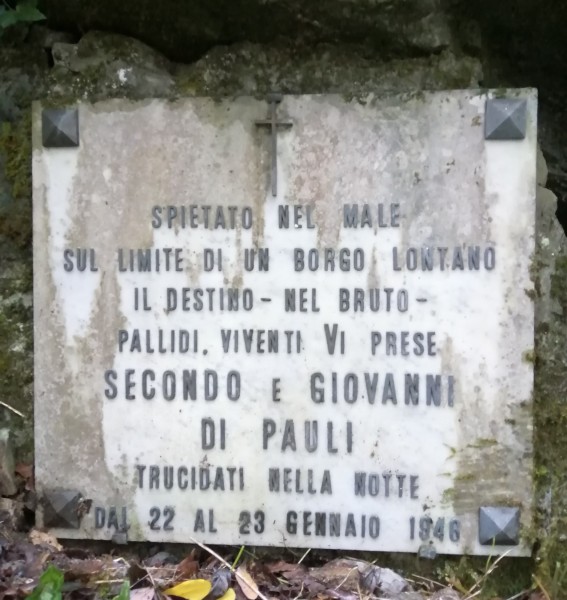 SPIETATO NEL MALE
SUL LIMITE DI UN BORGO LONTANO
IL DESTINO - NEL BRUTO -
PALLIDI, VIVENTI VI PRESE
SECONDO E GIOVANNI
DI PAULI
TRUCIDATI NELLA NOTTE
DAL 22 AL 23 GENNAIO 1946